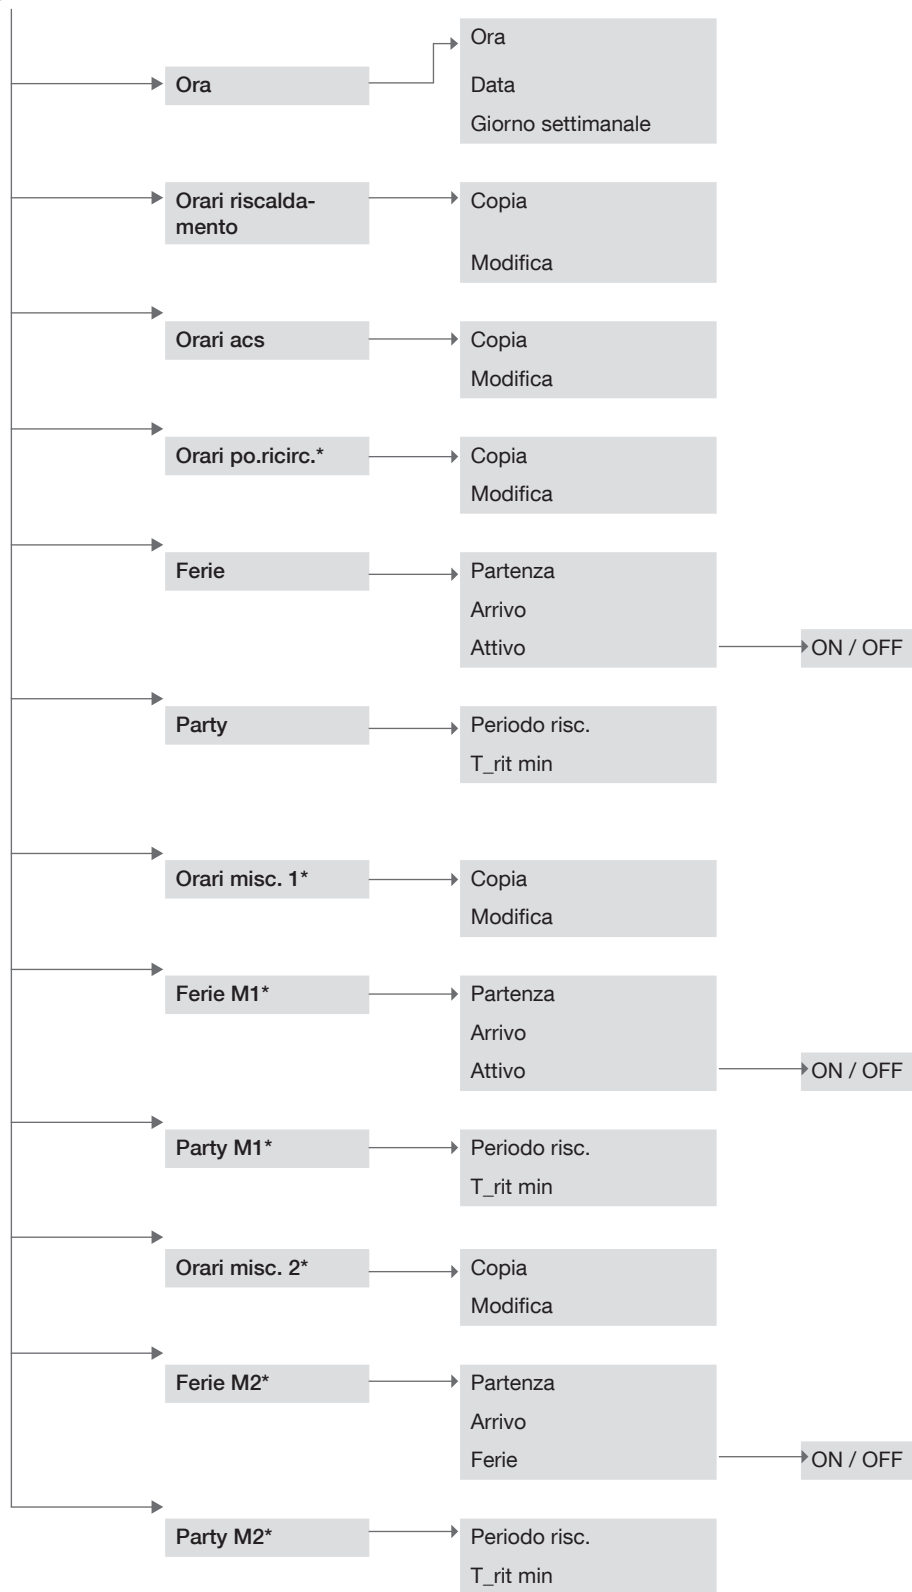 Ora
Ora
Data
Giorno settimanale
Orari riscalda-
mento
Copia
Modifica
Orari acs
Copia
Modifica
Orari po.ricirc.*
Copia
Modifica
Ferie
Partenza
Arrivo
Attivo
ON / OFF
Party
Periodo risc.
T_rit min
Orari misc. 1*
Copia
Modifica
Ferie M1*
Partenza
Arrivo
Attivo
ON / OFF
Party M1*
Periodo risc.
T_rit min
Orari misc. 2*
Copia
Modifica
Ferie M2*
Partenza
Arrivo
Ferie
ON / OFF
Party M2*
Periodo risc.
T_rit min